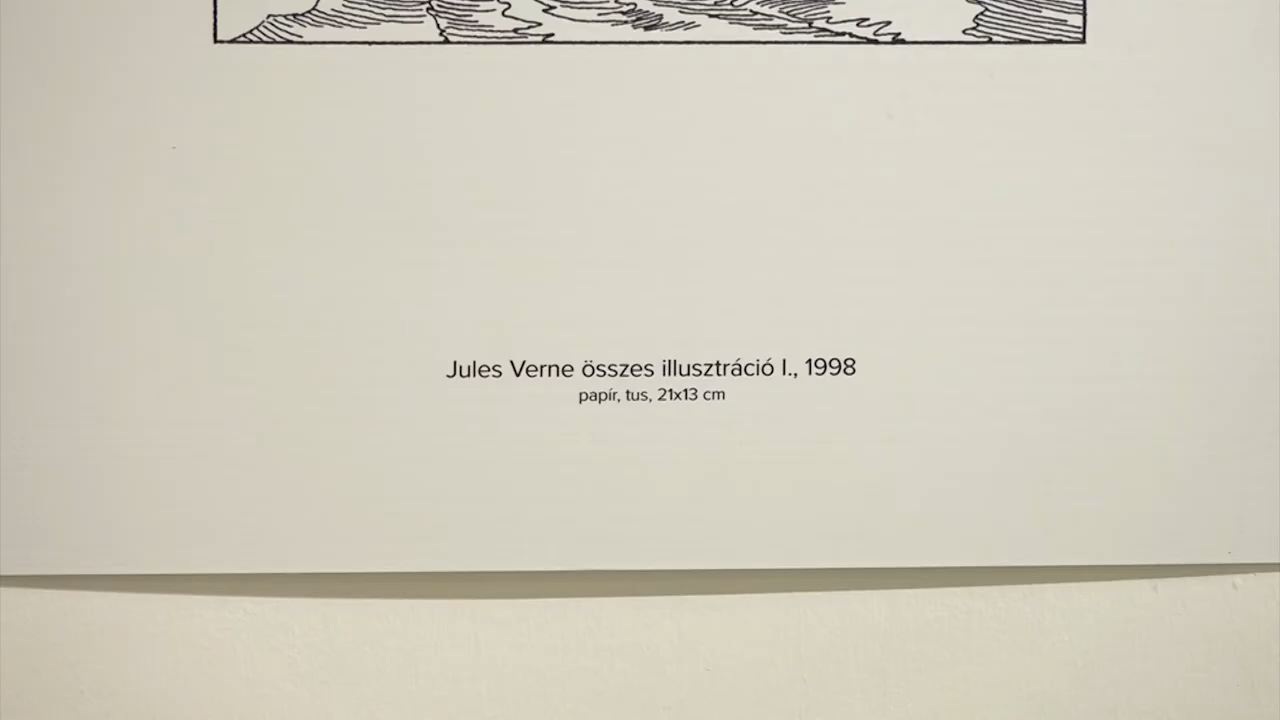 Jules Verne összes illusztráció I., 1998
papír, tus, 21x13 cm